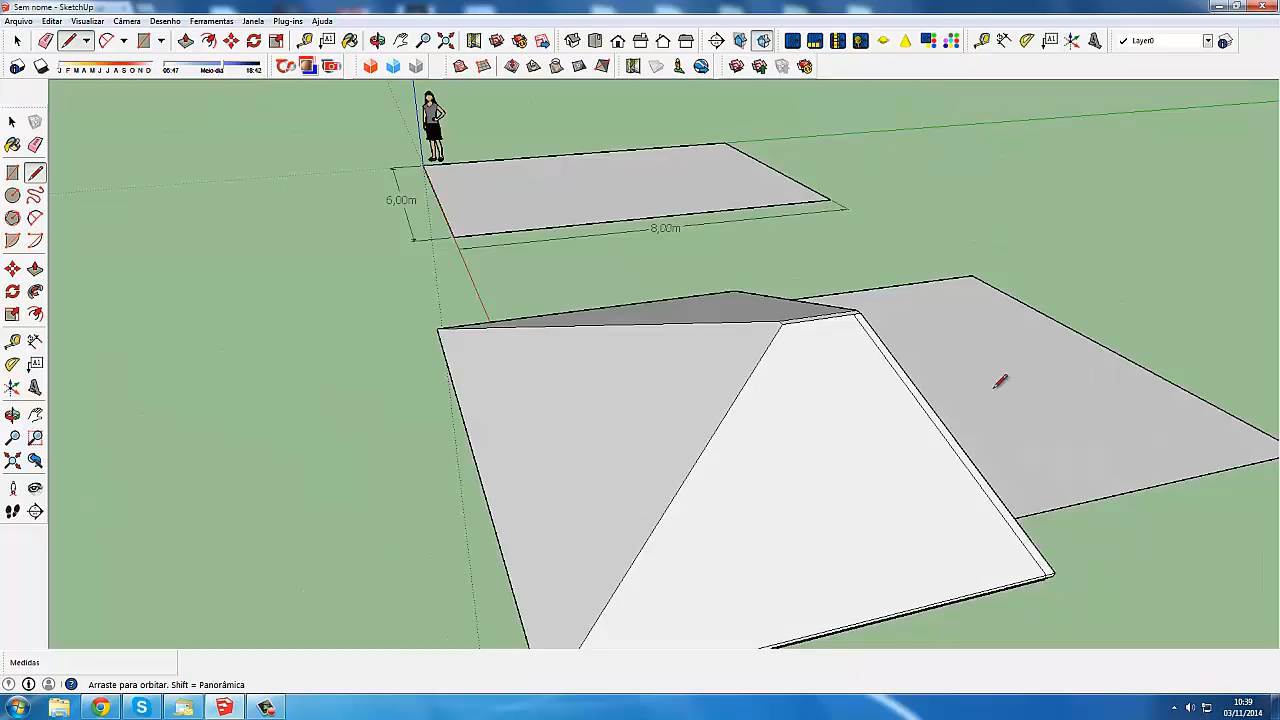 Sem nome - SketchUp
Arquivo Editar Visualizar Câmera Desenho Ferramentas Janela Plug-ins Ajuda
Layer0
J F M A M J J A S O N D 06:47 Meio-dia 18:42
6,00m
8,00m
Medidas
Arraste para orbitar. Shift = Panorâmica
10:39
03/11/2014